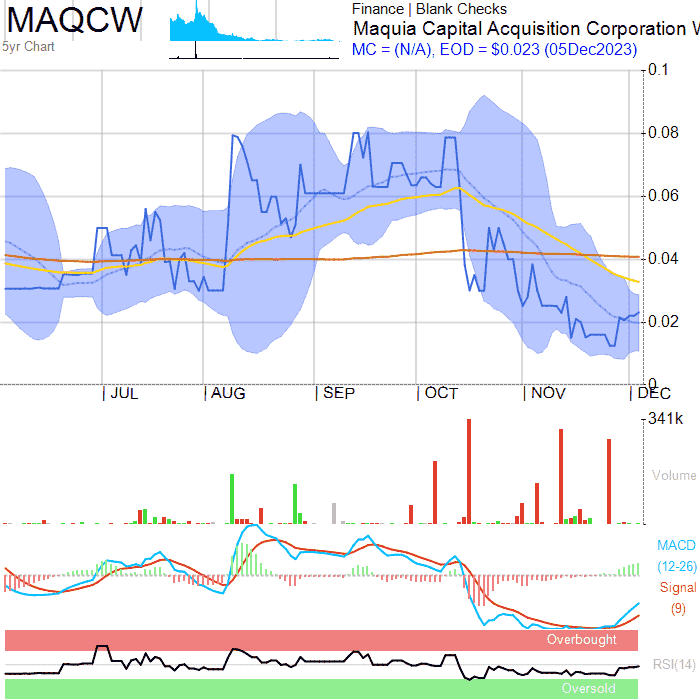 MAQCW
5yr Chart
Finance | Blank Checks
Maquia Capital Acquisition Corporation W
MC = (N/A), EOD = $0.023 (05Dec2023)
0.1
0.08
0.06
0.04
0.02
0
| JUL | AUG | SEP | OCT | NOV | DEC
341k
Volume
MACD
(12-26)
Signal
(9)
Overbought
RSI(14)
Oversold